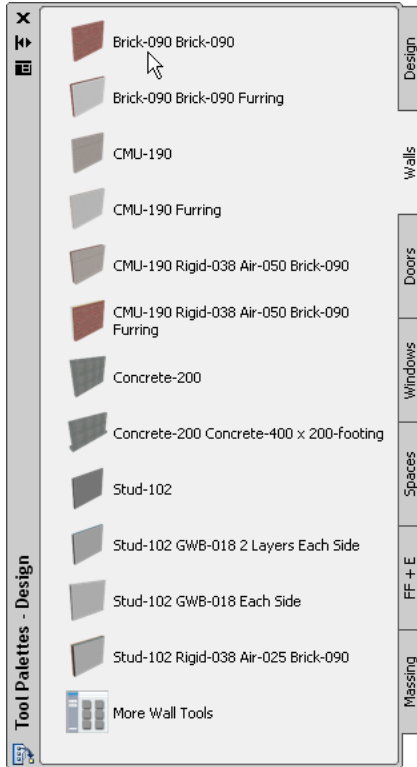 Brick-090 Brick-090
Brick-090 Brick-090 Furring
CMU-190
CMU-190 Furring
CMU-190 Rigid-038 Air-050 Brick-090
CMU-190 Rigid-038 Air-050 Brick-090
Furring
Concrete-200
Concrete-200 Concrete-400 x 200-footing
Stud-102
Stud-102 GWB-018 2 Layers Each Side
Stud-102 GWB-018 Each Side
Stud-102 Rigid-038 Air-025 Brick-090
More Wall Tools
Design
Walls
Doors
Windows
Spaces
FF + E
Massing
Tool Palettes - Design